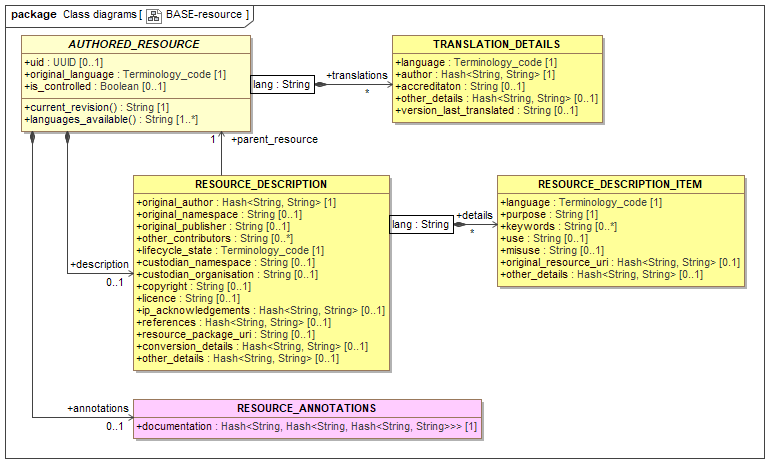 package Class diagrams [ BASE-resource ]
AUTHORED_RESOURCE
+uid : UUID [0..1]
+original_language : Terminology_code [1]
+is_controlled : Boolean [0..1]
+current_revision() : String [1]
+languages_available() : String [1..*]
lang : String
+translations
*
TRANSLATION_DETAILS
+language : Terminology_code [1]
+author : Hash<String, String> [1]
+accreditaton : String [0..1]
+other_details : Hash<String, String> [0..1]
+version_last_translated : String [0..1]
1
+parent_resource
RESOURCE_DESCRIPTION
+original_author : Hash<String, String> [1]
+original_namespace : String [0..1]
+original_publisher : String [0..1]
+other_contributors : String [0..*]
+lifecycle_state : Terminology_code [1]
+custodian_namespace : String [0..1]
+custodian_organisation : String [0..1]
+copyright : String [0..1]
+licence : String [0..1]
+ip_acknowledgements : Hash<String, String> [0..1]
+references : Hash<String, String> [0..1]
+resource_package_uri : String [0..1]
+conversion_details : Hash<String, String> [0..1]
+other_details : Hash<String, String> [0..1]
lang : String
+details
*
RESOURCE_DESCRIPTION_ITEM
+language : Terminology_code [1]
+purpose : String [1]
+keywords : String [0..*]
+use : String [0..1]
+misuse : String [0..1]
+original_resource_uri : Hash<String, String> [0.1]
+other_details : Hash<String, String> [0..1]
+description
0..1
+annotations
0..1
RESOURCE_ANNOTATIONS
+documentation : Hash<String, Hash<String, Hash<String, String>>> [1]